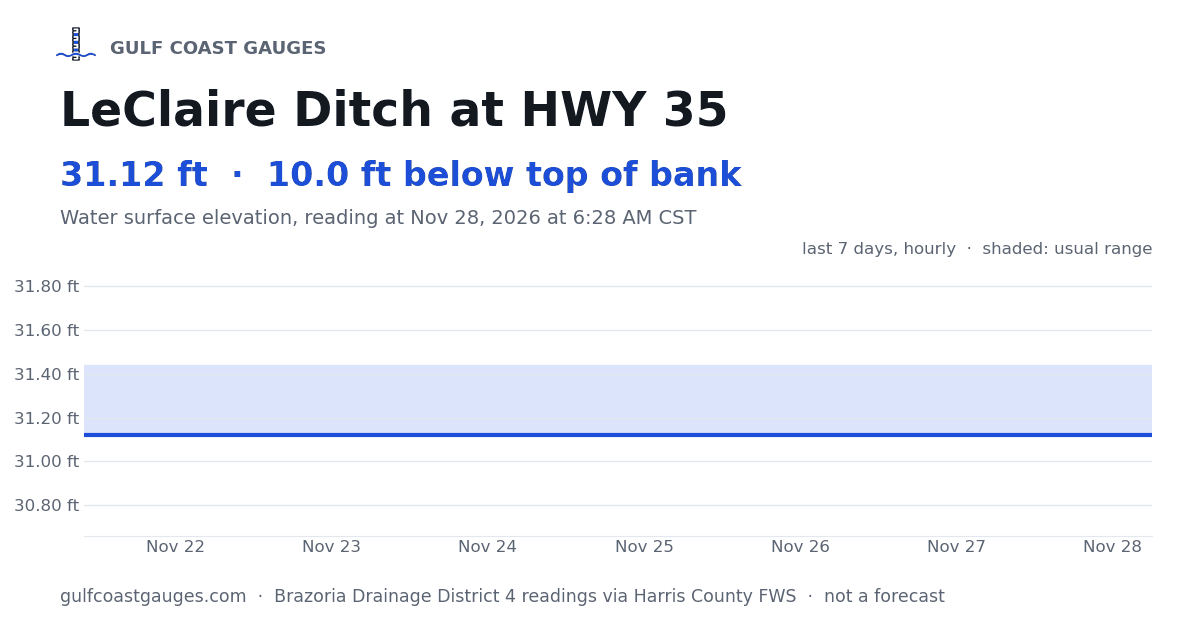 GULF COAST GAUGES
LeClaire Ditch at HWY 35
31.12 ft · 10.0 ft below top of bank
Water surface elevation, reading at Nov 28, 2026 at 6:28 AM CST
last 7 days, hourly · shaded: usual range
31.80 ft
31.60 ft
31.40 ft
31.20 ft
31.00 ft
30.80 ft
Nov 22 Nov 23 Nov 24 Nov 25 Nov 26 Nov 27 Nov 28
gulfcoastgauges.com · Brazoria Drainage District 4 readings via Harris County FWS · not a forecast